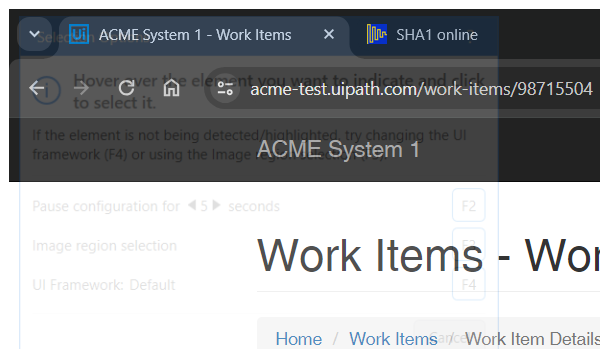 Selection Options
ACME System 1 - Work Items
SHA1 online
Hover over the element you want to indicate and click
to select it.
acme-test.uipath.com/work-items/98715504
If the element is not being detected/highlighted, try changing the UI
framework (F4) or using the Image region selection
ACME System 1
Pause configuration for 5 seconds
F2
Image region selection
F3
Work Items - Wor
UI Framework: Default
F4
Home / Work Items / Work Item Details
Cancel